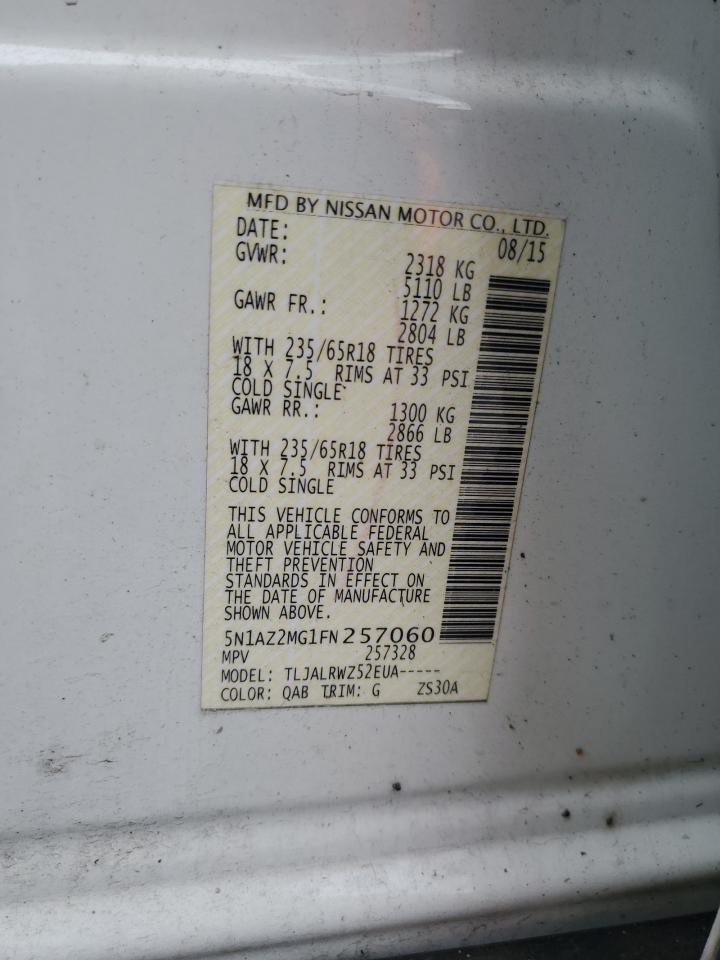 MFD BY NISSAN MOTOR CO., LTD.
DATE: 08/15
GVWR: 2318 KG
5110 LB
GAWR FR.: 1272 KG
2804 LB
WITH 235/65R18 TIRES
18 X 7.5 RIMS AT 33 PSI
COLD SINGLE
GAWR RR.: 1300 KG
2866 LB
WITH 235/65R18 TIRES
18 X 7.5 RIMS AT 33 PSI
COLD SINGLE
THIS VEHICLE CONFORMS TO
ALL APPLICABLE FEDERAL
MOTOR VEHICLE SAFETY AND
THEFT PREVENTION
STANDARDS IN EFFECT ON
THE DATE OF MANUFACTURE
SHOWN ABOVE.
5N1AZ2MG1FN257060
MPV 257328
MODEL: TLJALRWZ52EUA-----
COLOR: QAB TRIM: G ZS30A